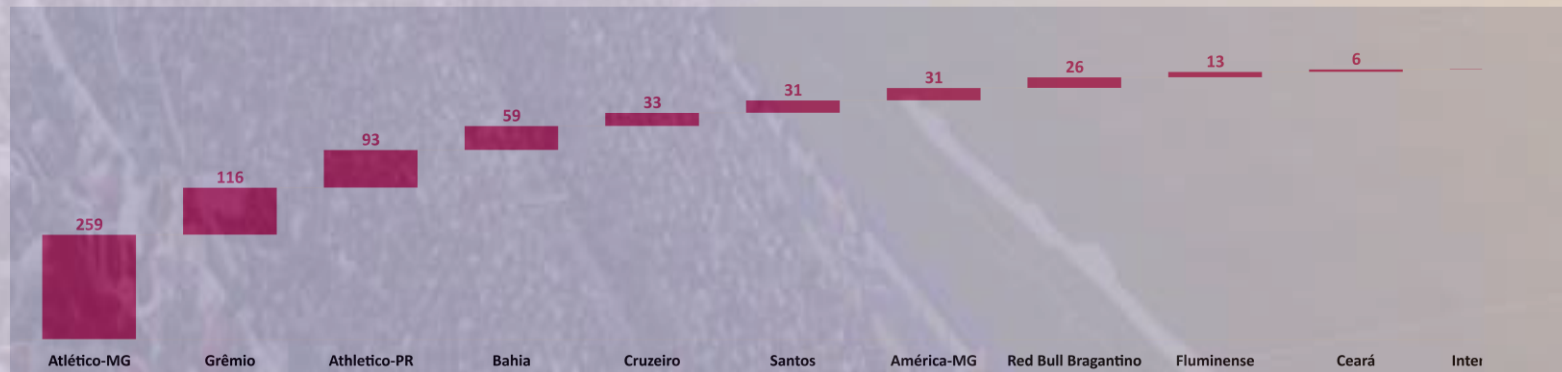 259
116
93
59
33
31
31
26
13
6
Atlético-MG
Grêmio
Athletico-PR
Bahia
Cruzeiro
Santos
América-MG
Red Bull Bragantino
Fluminense
Ceará
Inter